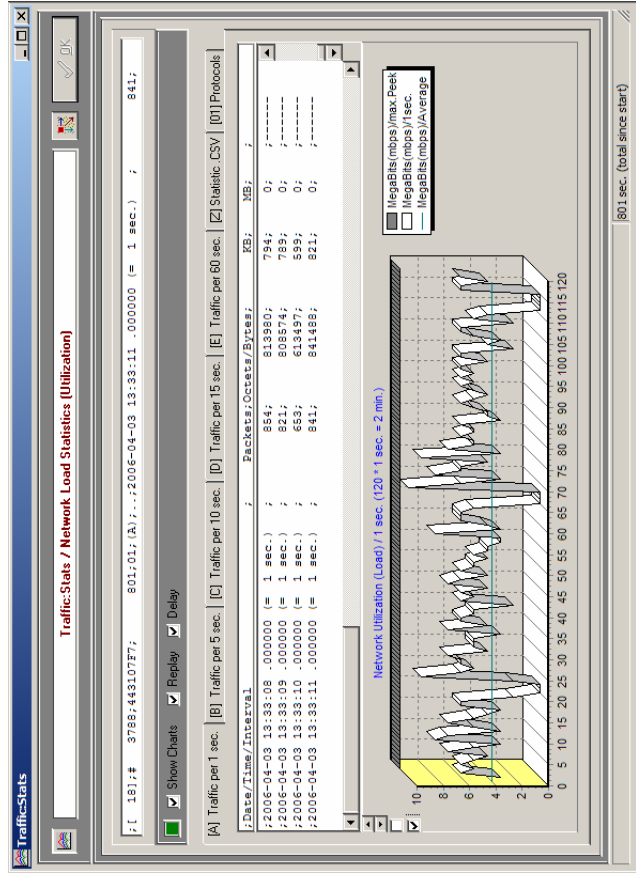 Traffic:Stats
Traffic:Stats / Network Load Statistics (Utilization)
OK
;[ 18];# 3788;443107F7; 801;01;(A);..;2006-04-03 13:33:11 .000000 (= 1 sec.) ; 841;
Show Charts Replay Delay
[A] Traffic per 1 sec. [B] Traffic per 5 sec. [C] Traffic per 10 sec. [D] Traffic per 15 sec. [E] Traffic per 60 sec. [Z] Statistic .CSV [01] Protocols
;Date/Time/Interval ; Packets;Octets/Bytes; KB; MB; ;
;2006-04-03 13:33:08 .000000 (= 1 sec.) ; 854; 813980; 794; 0; ;------
;2006-04-03 13:33:09 .000000 (= 1 sec.) ; 821; 808574; 789; 0; ;------
;2006-04-03 13:33:10 .000000 (= 1 sec.) ; 653; 613497; 599; 0; ;------
;2006-04-03 13:33:11 .000000 (= 1 sec.) ; 841; 841488; 821; 0; ;------
Network Utilization (Load) / 1 sec. (120 * 1 sec. = 2 min.)
MegaBits(mbps)/max.Peek
MegaBits(mbps)/1sec.
MegaBits(mbps)/Average
10
8
6
4
2
0
0 5 10 15 20 25 30 35 40 45 50 55 60 65 70 75 80 85 90 95 100 105 110 115 120
10
8
6
4
2
0
801 sec. (total since start)